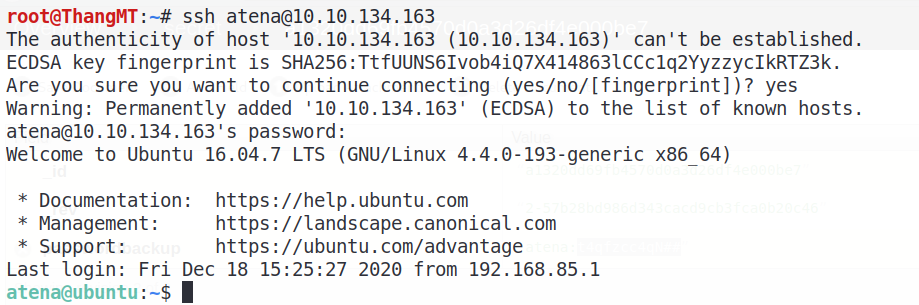 root@ThangMT:~# ssh atena@10.10.134.163
The authenticity of host '10.10.134.163 (10.10.134.163)' can't be established.
ECDSA key fingerprint is SHA256:TtfUUNS6Ivob4iQ7X414863lCCc1q2YyzzycIkRTZ3k.
Are you sure you want to continue connecting (yes/no/[fingerprint])? yes
Warning: Permanently added '10.10.134.163' (ECDSA) to the list of known hosts.
atena@10.10.134.163's password:
Value
Welcome to Ubuntu 16.04.7 LTS (GNU/Linux 4.4.0-193-generic x86_64)
_id
* Documentation: https://help.ubuntu.com
* Management: https://landscape.canonical.com
* Support: https://ubuntu.com/advantage
backup
Last login: Fri Dec 18 15:25:27 2020 from 192.168.85.1
atena@ubuntu:~$